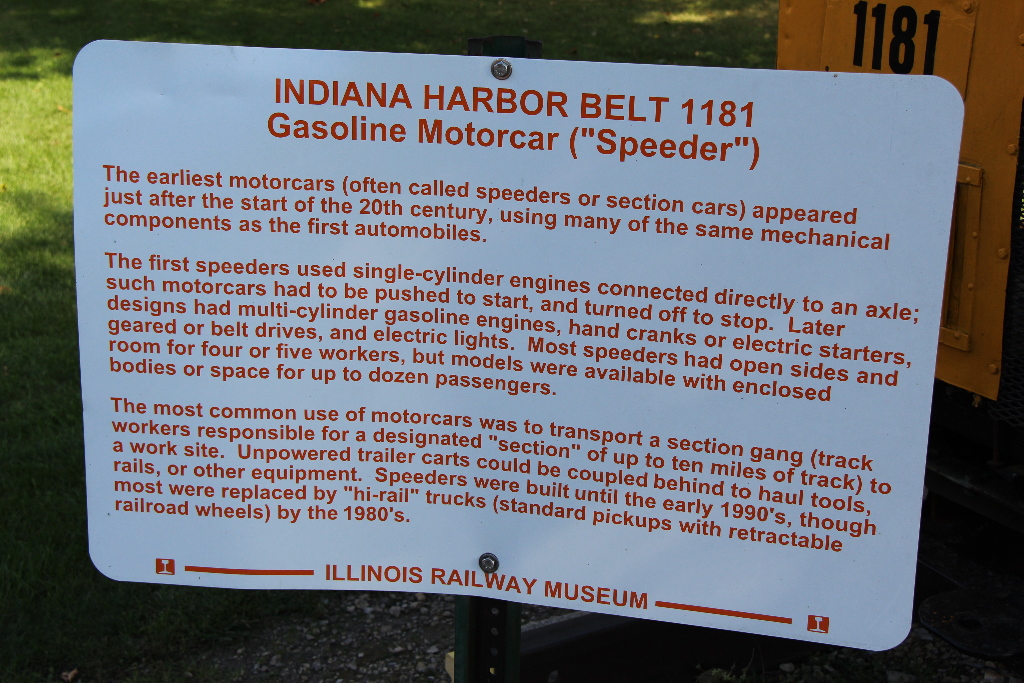 1181
INDIANA HARBOR BELT 1181
Gasoline Motorcar ("Speeder")
The earliest motorcars (often called speeders or section cars) appeared
just after the start of the 20th century, using many of the same mechanical
components as the first automobiles.
The first speeders used single-cylinder engines connected directly to an axle;
such motorcars had to be pushed to start, and turned off to stop.  Later
designs had multi-cylinder gasoline engines, hand cranks or electric starters,
geared or belt drives, and electric lights.  Most speeders had open sides and
room for four or five workers, but models were available with enclosed
bodies or space for up to dozen passengers.
The most common use of motorcars was to transport a section gang (track
workers responsible for a designated "section" of up to ten miles of track) to
a work site.  Unpowered trailer carts could be coupled behind to haul tools,
rails, or other equipment.  Speeders were built until the early 1990's, though
most were replaced by "hi-rail" trucks (standard pickups with retractable
railroad wheels) by the 1980's.
ILLINOIS RAILWAY MUSEUM